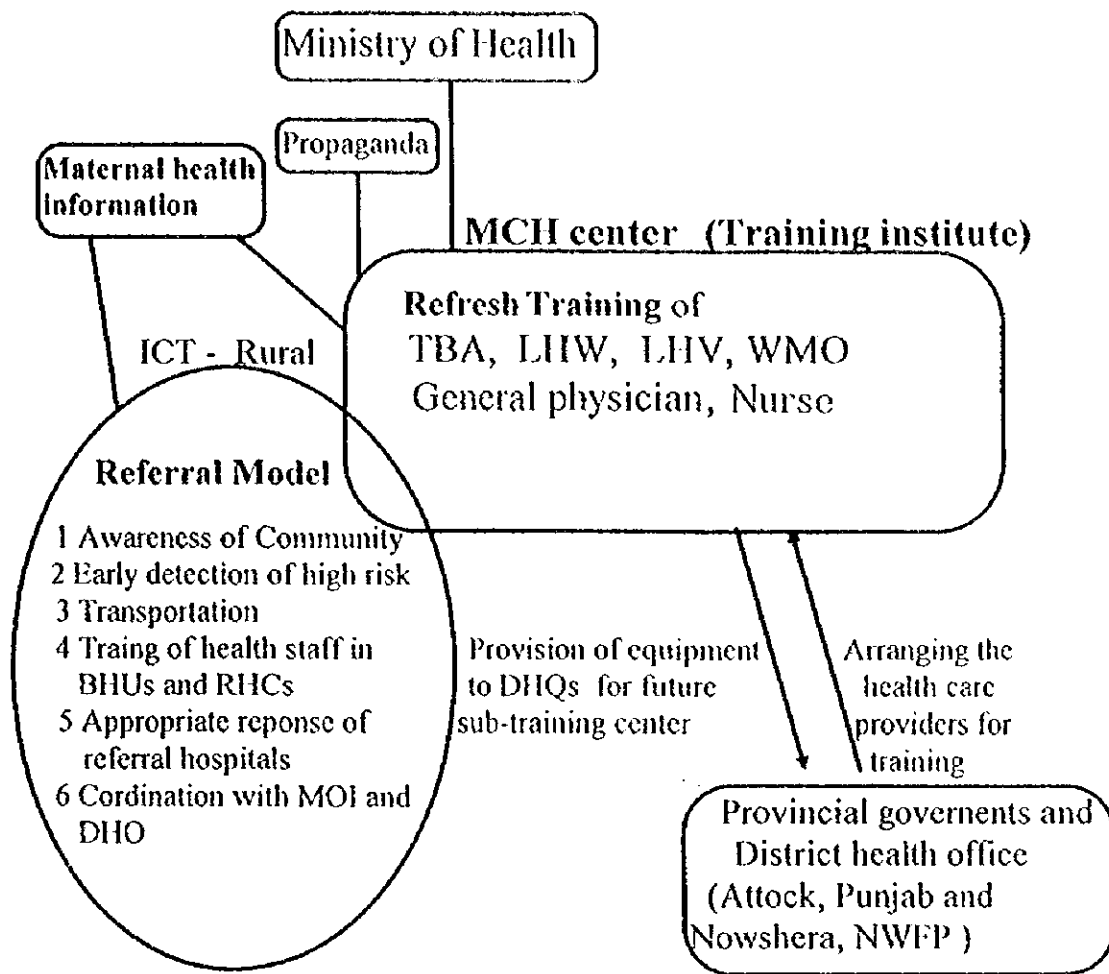 Ministry of Health
Propaganda
Maternal health
information
MCH center (Training institute)
Refresh Training of
TBA, LHW, LHV, WMO
General physician, Nurse
ICT - Rural
Referral Model
1 Awareness of Community
2 Early detection of high risk
3 Transportation
4 Traing of health staff in
BHUs and RHCs
5 Appropriate reponse of
referral hospitals
6 Cordination with MOI and
DHO
Provision of equipment
to DHQs for future
sub-training center
Arranging the
health care
providers for
training
Provincial governents and
District health office
(Attock, Punjab and
Nowshera, NWFP )